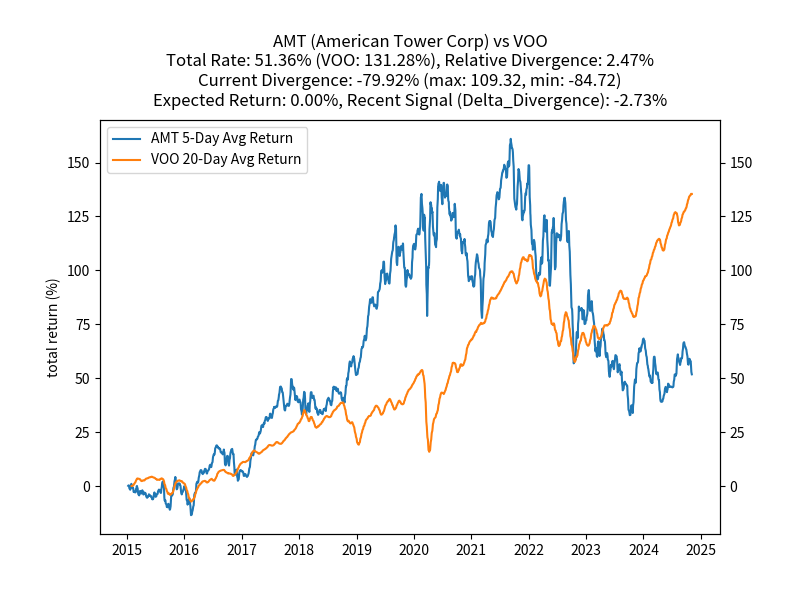 AMT (American Tower Corp) vs VOO
Total Rate: 51.36% (VOO: 131.28%), Relative Divergence: 2.47%
Current Divergence: -79.92% (max: 109.32, min: -84.72)
Expected Return: 0.00%, Recent Signal (Delta_Divergence): -2.73%
AMT 5-Day Avg Return
VOO 20-Day Avg Return
total return (%)
150 150
125 125
100 100
75 75
50 50
25 25
0 0
2015 2016 2017 2018 2019 2020 2021 2022 2023 2024 2025